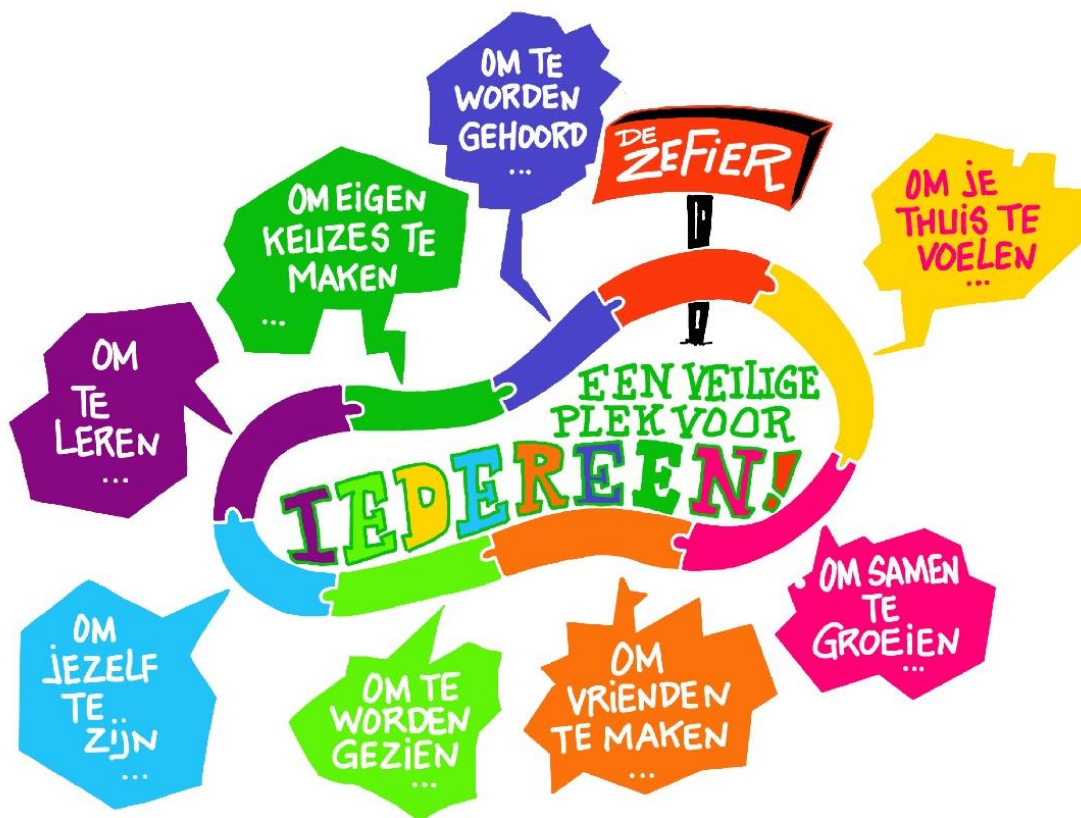 OM TE
WORDEN
GEHOORD
...
DE
ZEFIER
OM EIGEN
KEUZES TE
MAKEN
...
OM JE
THUIS TE
VOELEN
...
OM
TE
LEREN
...
EEN VEILIGE
PLEK VOOR
IEDEREEN!
OM
JEZELF
TE
ZIJN
...
OM TE
WORDEN
GEZIEN
...
OM
VRIENDEN
TE MAKEN
...
OM SAMEN
TE
GROEIEN
...